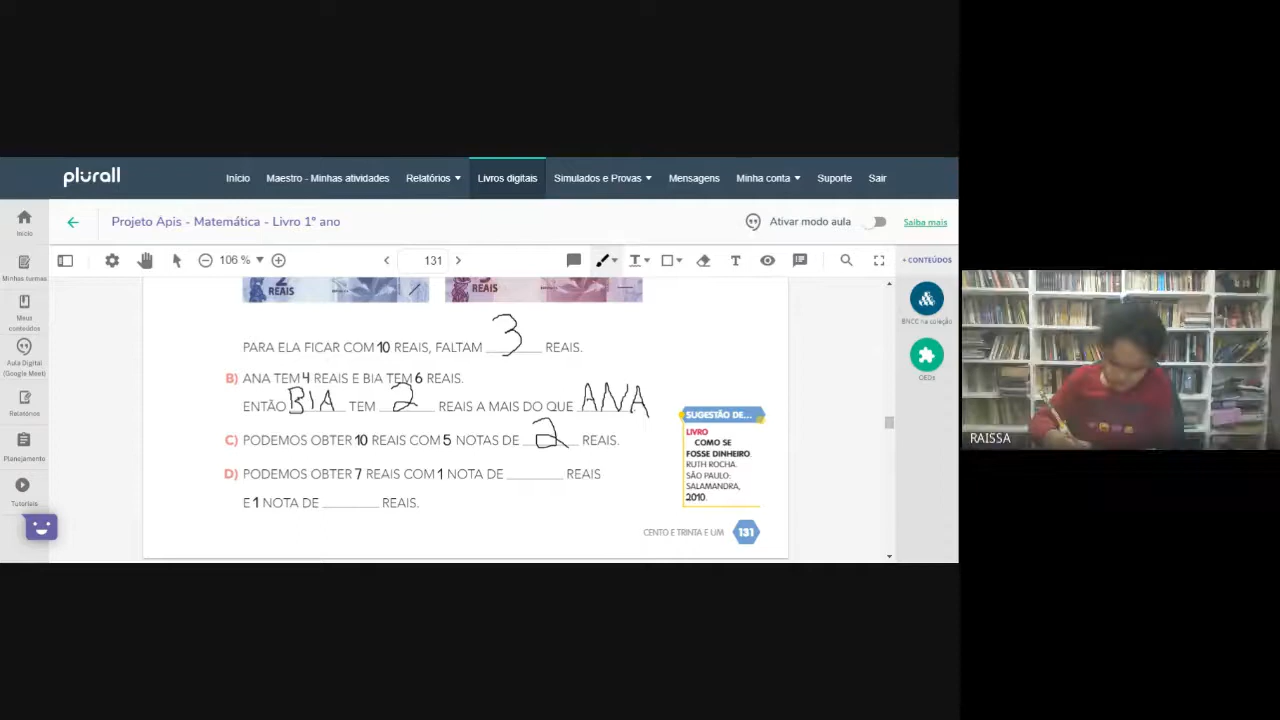 plurall
Início Maestro - Minhas atividades Relatórios Livros digitais Simulados e Provas Mensagens Minha conta Suporte Sair
Projeto Apis - Matemática - Livro 1º ano Ativar modo aula Saiba mais
106 % 131 T T + CONTEÚDOS
Início
Minhas turmas
Meus conteúdos
Aula Digital (Google Meet)
Relatórios
Planejamento
Tutoriais
2 REAIS 5 REAIS
PARA ELA FICAR COM 10 REAIS, FALTAM 3 REAIS.
B) ANA TEM 4 REAIS E BIA TEM 6 REAIS.
ENTÃO BIA TEM 2 REAIS A MAIS DO QUE ANA
C) PODEMOS OBTER 10 REAIS COM 5 NOTAS DE 2 REAIS.
D) PODEMOS OBTER 7 REAIS COM 1 NOTA DE ________ REAIS
E 1 NOTA DE ________ REAIS.
SUGESTÃO DE...
LIVRO
COMO SE
FOSSE DINHEIRO.
RUTH ROCHA.
SÃO PAULO:
SALAMANDRA,
2010.
CENTO E TRINTA E UM 131
BNCC na coleção
OEDs
RAISSA